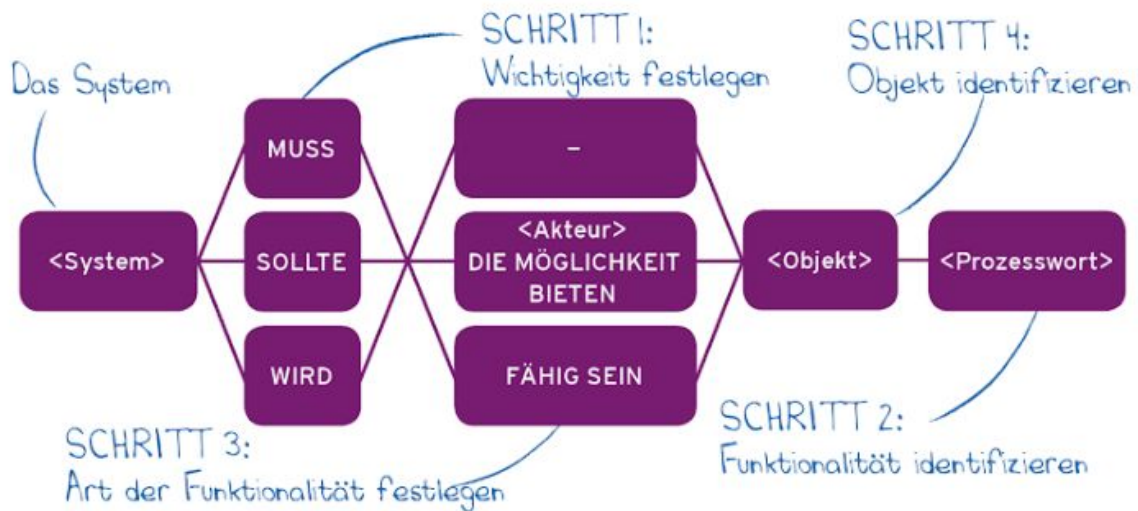 SCHRITT 1:
Wichtigkeit festlegen
SCHRITT 4:
Objekt identifizieren
Das System
MUSS
–
<System>
SOLLTE
<Akteur>
DIE MÖGLICHKEIT
BIETEN
<Objekt>
<Prozesswort>
WIRD
FÄHIG SEIN
SCHRITT 3:
Art der Funktionalität festlegen
SCHRITT 2:
Funktionalität identifizieren